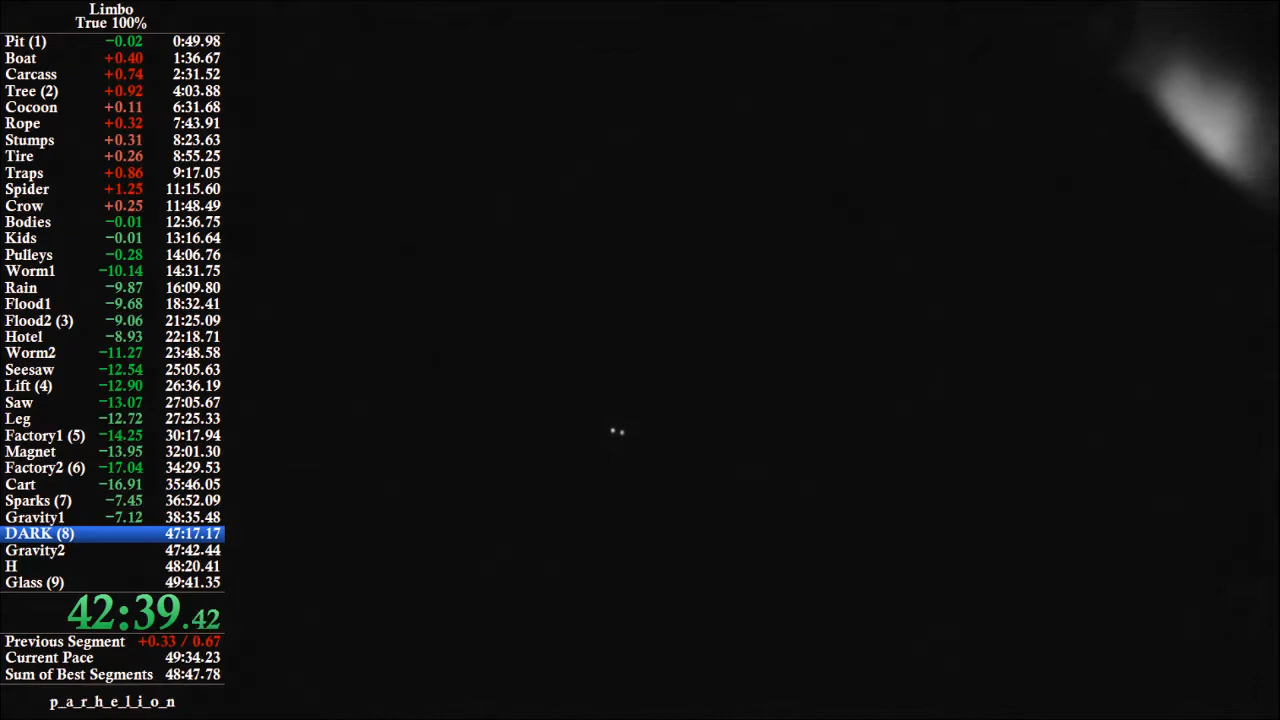 Limbo
True 100%
Pit (1) −0.02 0:49.98
Boat +0.40 1:36.67
Carcass +0.74 2:31.52
Tree (2) +0.92 4:03.88
Cocoon +0.11 6:31.68
Rope +0.32 7:43.91
Stumps +0.31 8:23.63
Tire +0.26 8:55.25
Traps +0.86 9:17.05
Spider +1.25 11:15.60
Crow +0.25 11:48.49
Bodies −0.01 12:36.75
Kids −0.01 13:16.64
Pulleys −0.28 14:06.76
Worm1 −10.14 14:31.75
Rain −9.87 16:09.80
Flood1 −9.68 18:32.41
Flood2 (3) −9.06 21:25.09
Hotel −8.93 22:18.71
Worm2 −11.27 23:48.58
Seesaw −12.54 25:05.63
Lift (4) −12.90 26:36.19
Saw −13.07 27:05.67
Leg −12.72 27:25.33
Factory1 (5) −14.25 30:17.94
Magnet −13.95 32:01.30
Factory2 (6) −17.04 34:29.53
Cart −16.91 35:46.05
Sparks (7) −7.45 36:52.09
Gravity1 −7.12 38:35.48
DARK (8) 47:17.17
Gravity2 47:42.44
H 48:20.41
Glass (9) 49:41.35
42:39.42
Previous Segment +0.33 / 0.67
Current Pace 49:34.23
Sum of Best Segments 48:47.78
p_a_r_h_e_l_i_o_n